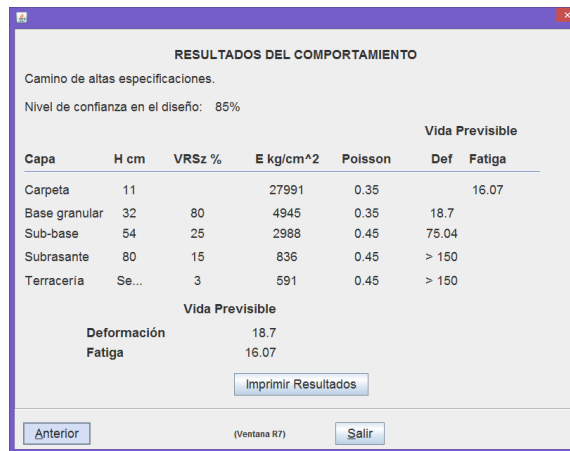 RESULTADOS DEL COMPORTAMIENTO
Camino de altas especificaciones.
Nivel de confianza en el diseño: 85%
Vida Previsible
Capa H cm VRSz % E kg/cm^2 Poisson Def Fatiga
Carpeta 11 27991 0.35 16.07
Base granular 32 80 4945 0.35 18.7
Sub-base 54 25 2988 0.45 75.04
Subrasante 80 15 836 0.45 > 150
Terracería Se... 3 591 0.45 > 150
Vida Previsible
Deformación 18.7
Fatiga 16.07
Imprimir Resultados
Anterior (Ventana R7) Salir